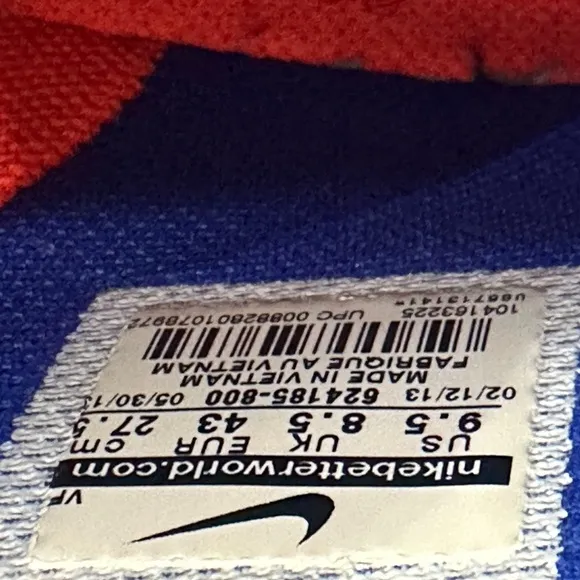 VF
nikebetterworld.com
US UK EUR cm
9.5 8.5 43 27.5
02/12/13 624185-800 05/30/13
MADE IN VIETNAM
FABRIQUE AU VIETNAM
UPC 00882801078972
104163225